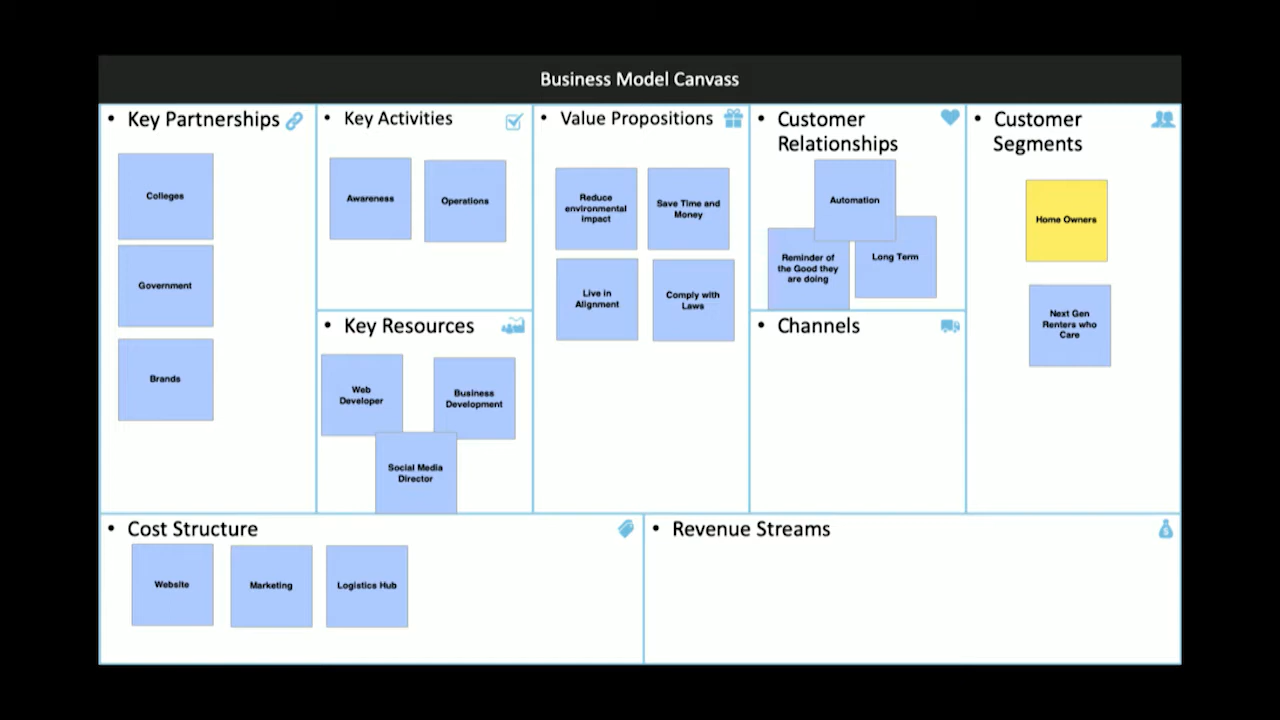 Business Model Canvass
• Key Partnerships
Colleges
Government
Brands
• Key Activities
Awareness
Operations
• Key Resources
Web
Developer
Business
Development
Social Media
Director
• Value Propositions
Reduce
environmental
impact
Save Time and
Money
Live in
Alignment
Comply with
Laws
• Customer
Relationships
Automation
Reminder of
the Good they
are doing
Long Term
• Channels
• Customer
Segments
Home Owners
Next Gen
Renters who
Care
• Cost Structure
Website
Marketing
Logistics Hub
• Revenue Streams
$